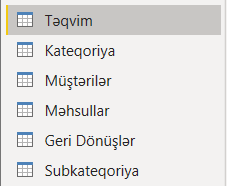 Təqvim
Kateqoriya
Müştərilər
Məhsullar
Geri Dönüşlər
Subkateqoriya